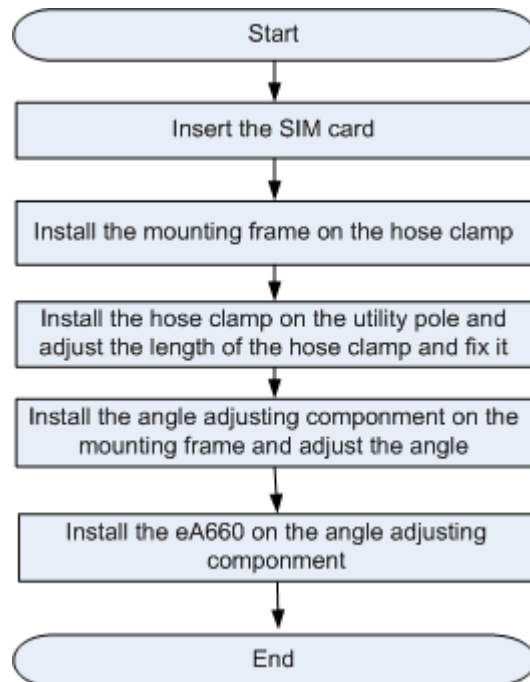 Start
Insert the SIM card
Install the mounting frame on the hose clamp
Install the hose clamp on the utility pole and
adjust the length of the hose clamp and fix it
Install the angle adjusting componment on the
mounting frame and adjust the angle
Install the eA660 on the angle adjusting
componment
End